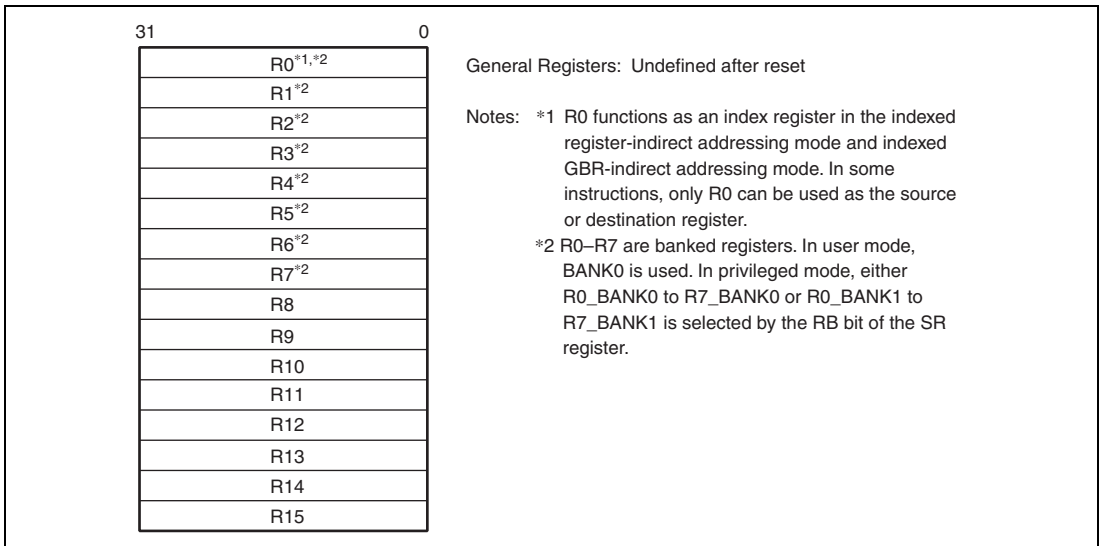 31 0
R0*1,*2
R1*2
R2*2
R3*2
R4*2
R5*2
R6*2
R7*2
R8
R9
R10
R11
R12
R13
R14
R15
General Registers: Undefined after reset
Notes: *1 R0 functions as an index register in the indexed
register-indirect addressing mode and indexed
GBR-indirect addressing mode. In some
instructions, only R0 can be used as the source
or destination register.
*2 R0–R7 are banked registers. In user mode,
BANK0 is used. In privileged mode, either
R0_BANK0 to R7_BANK0 or R0_BANK1 to
R7_BANK1 is selected by the RB bit of the SR
register.